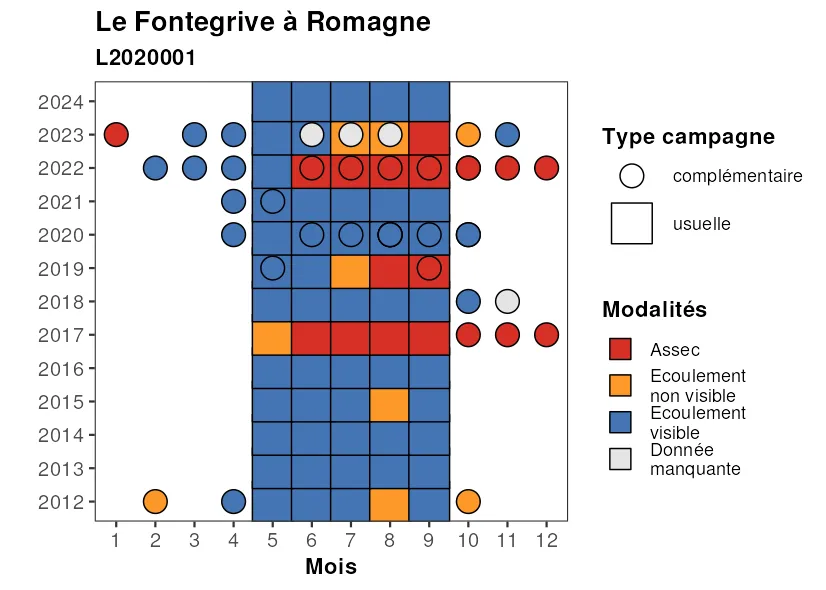 Le Fontegrive à Romagne
L2020001
2024
2023
2022
2021
2020
2019
2018
2017
2016
2015
2014
2013
2012
1 2 3 4 5 6 7 8 9 10 11 12
Mois
Type campagne
complémentaire
usuelle
Modalités
Assec
Ecoulement
non visible
Ecoulement
visible
Donnée
manquante